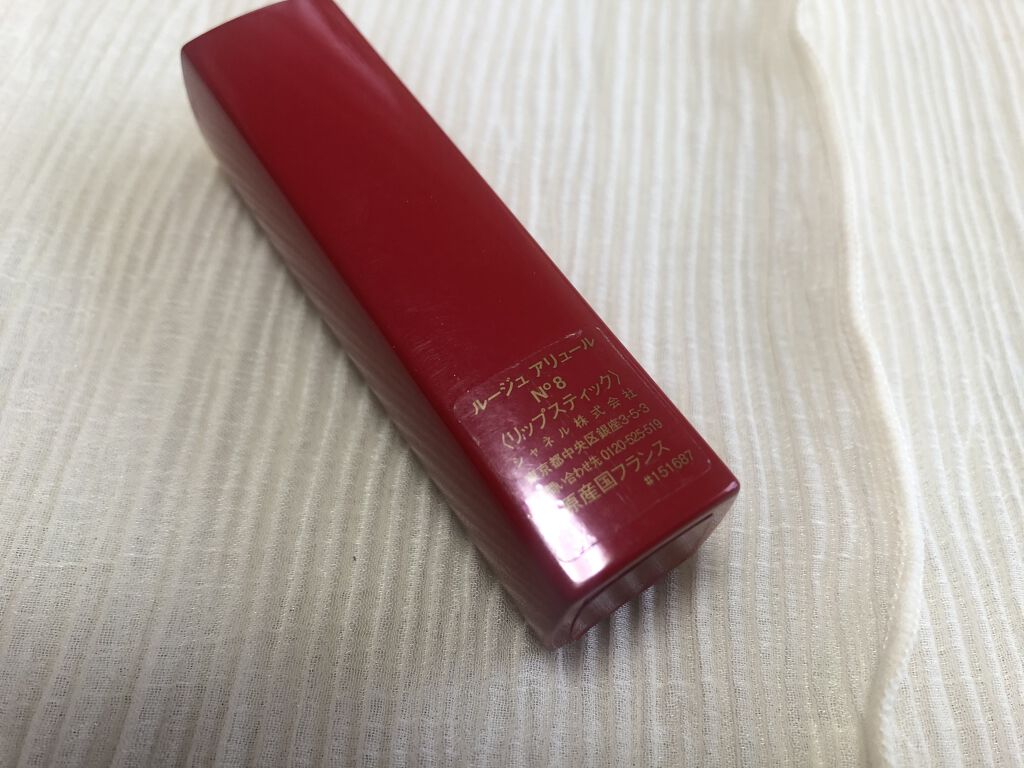 ルージュ アリュール
Nº8
〈リップスティック〉
シャネル株式会社
東京都中央区銀座3-5-3
問い合わせ先 0120-525-519
原産国フランス
#151687